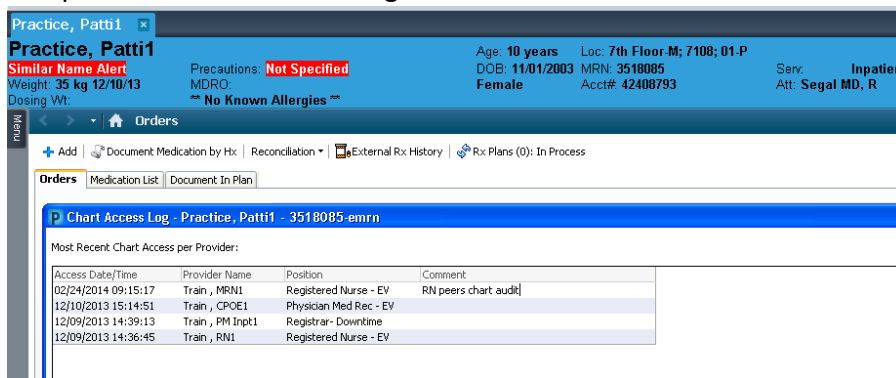 Practice, Patti1
Practice, Patti1
Age: 10 years Loc: 7th Floor-M; 7108; 01-P
Similar Name Alert Precautions: Not Specified DOB: 11/01/2003 MRN: 3518085 Serv: Inpatie
Weight: 35 kg 12/10/13 MDRO: Female Acct# 42408793 Att: Segal MD, R
Dosing Wt: ** No Known Allergies **
Menu
Orders
Add Document Medication by Hx Reconciliation External Rx History Rx Plans (0): In Process
Orders Medication List Document In Plan
P Chart Access Log - Practice, Patti1 - 3518085-emrn
Most Recent Chart Access per Provider:
Access Date/Time Provider Name Position Comment
02/24/2014 09:15:17 Train , MRN1 Registered Nurse - EV RN peers chart audit
12/10/2013 15:14:51 Train , CPOE1 Physician Med Rec - EV
12/09/2013 14:39:13 Train , PM Inpt1 Registrar- Downtime
12/09/2013 14:36:45 Train , RN1 Registered Nurse - EV